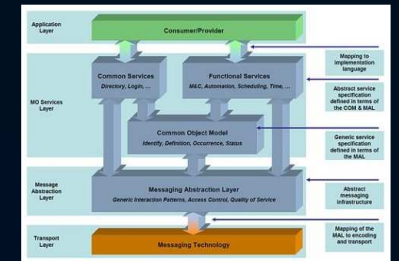 Application
Layer
Consumer/Provider
Mapping to
implementation
language
MO Services
Layer
Common Services
Directory, Login, ...
Functional Services
M&C, Automation, Scheduling, Time, ...
Abstract service
specification
defined in terms of
the COM & MAL
Common Object Model
Identify, Definition, Occurrence, Status
Generic service
specification
defined in terms of
the MAL
Message
Abstraction
Layer
Messaging Abstraction Layer
Generic Interaction Patterns, Access Control, Quality of Service
Abstract
messaging
infrastructure
Transport
Layer
Messaging Technology
Mapping of the
MAL to encoding
and transport